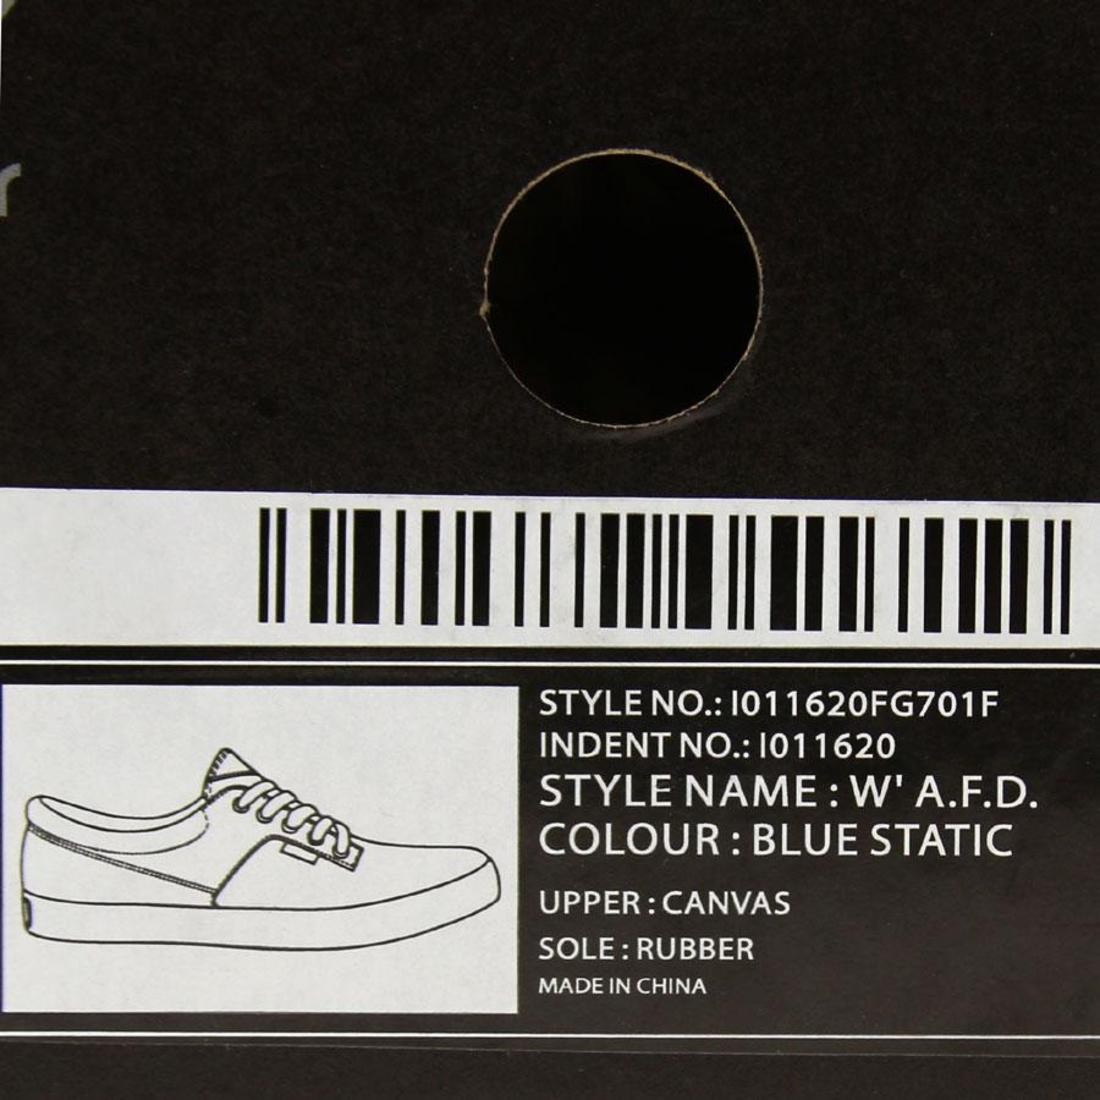 STYLE NO.: I011620FG701F
INDENT NO.: I011620
STYLE NAME : W' A.F.D.
COLOUR : BLUE STATIC
UPPER : CANVAS
SOLE : RUBBER
MADE IN CHINA